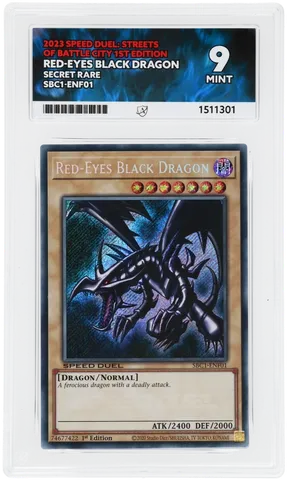 2023 SPEED DUEL: STREETS
OF BATTLE CITY 1ST EDITION
RED-EYES BLACK DRAGON
SECRET RARE
SBC1-ENF01
9
MINT
1511301
RED-EYES BLACK DRAGON
SPEED DUEL
SBC1-ENF01
[DRAGON/NORMAL]
A ferocious dragon with a deadly attack.
ATK/2400 DEF/2000
74677422 1st Edition